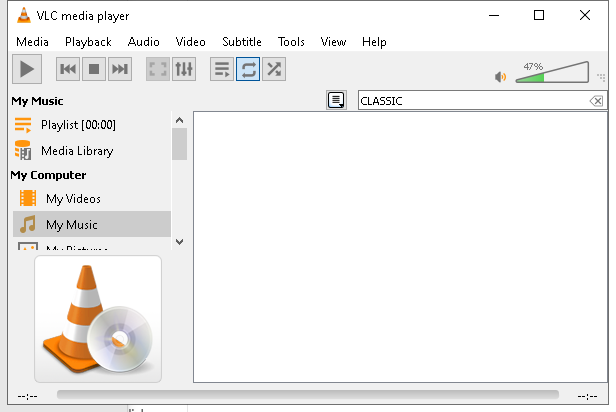 VLC media player
Media Playback Audio Video Subtitle Tools View Help
47%
My Music
CLASSIC
Playlist [00:00]
Media Library
My Computer
My Videos
My Music
My Pictures
--:--
--:--